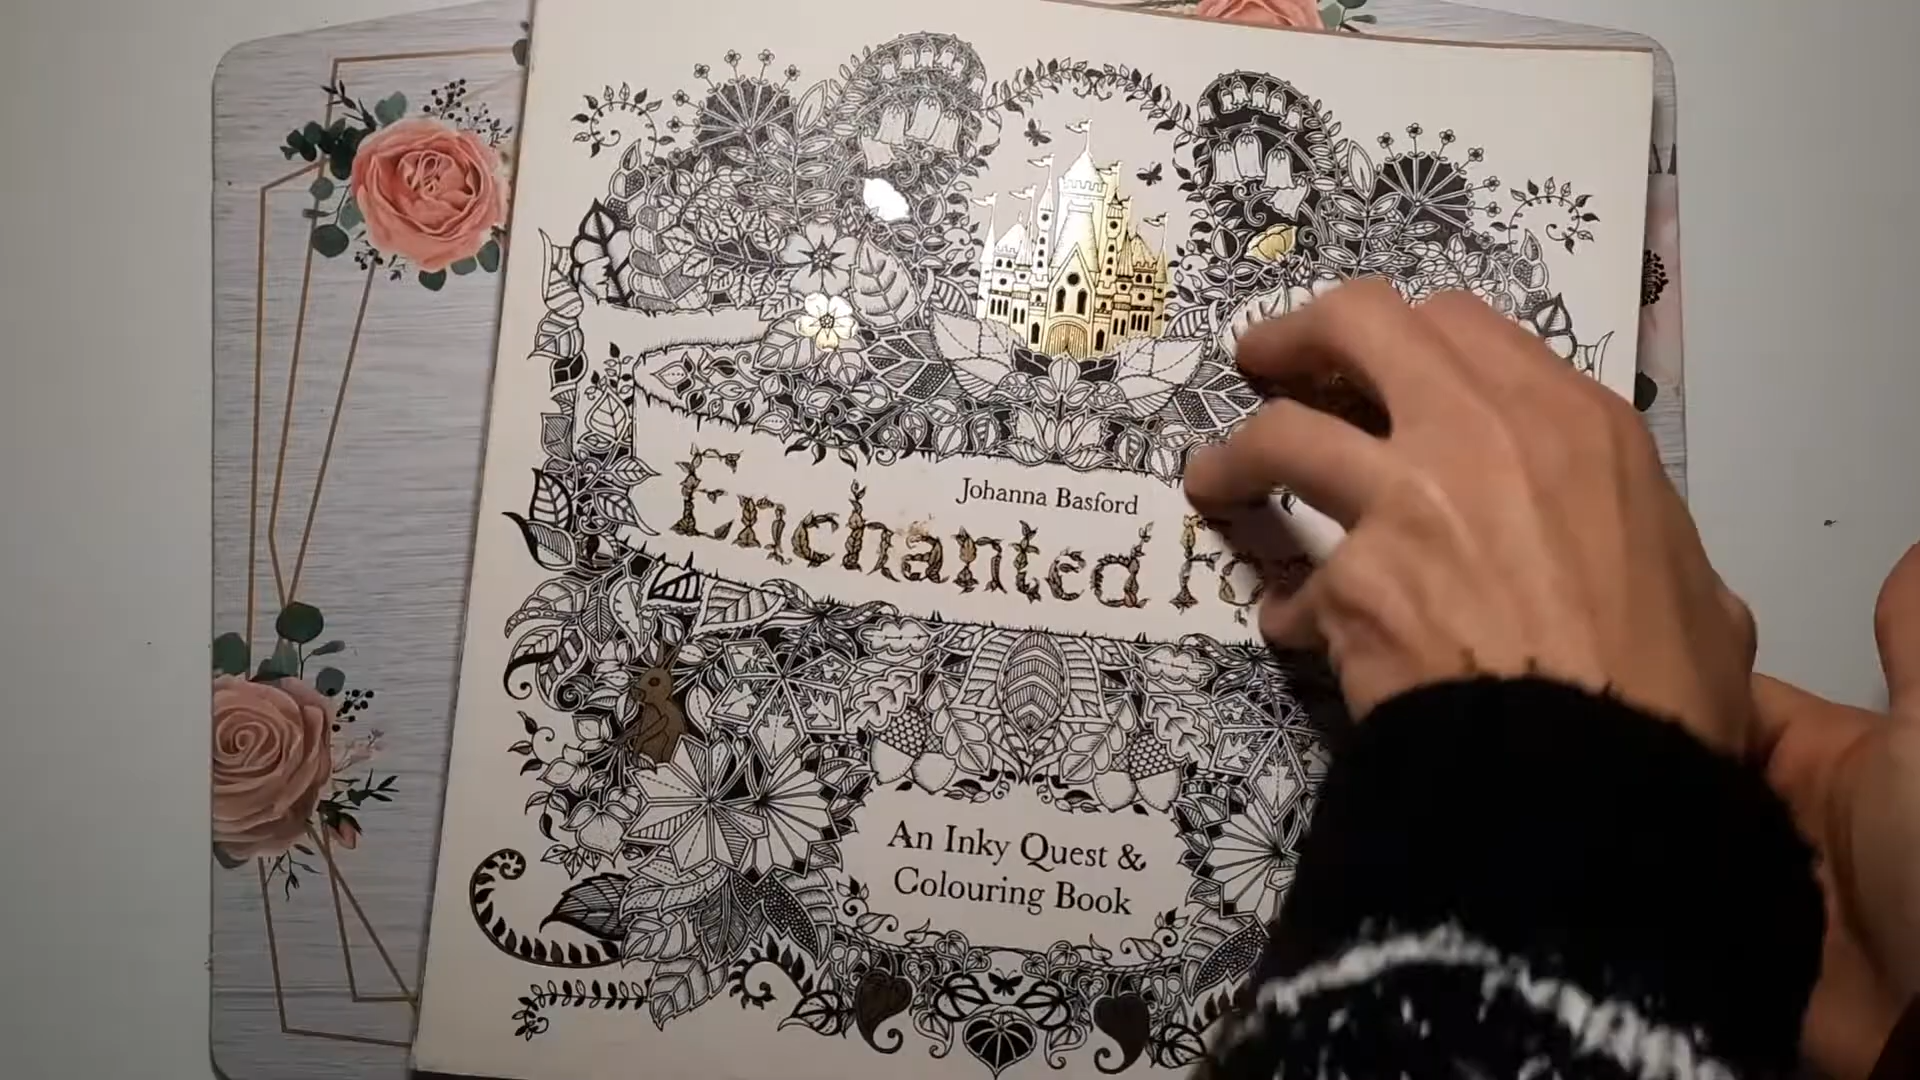 Johanna Basford
Enchanted Fo
An Inky Quest &
Colouring Book